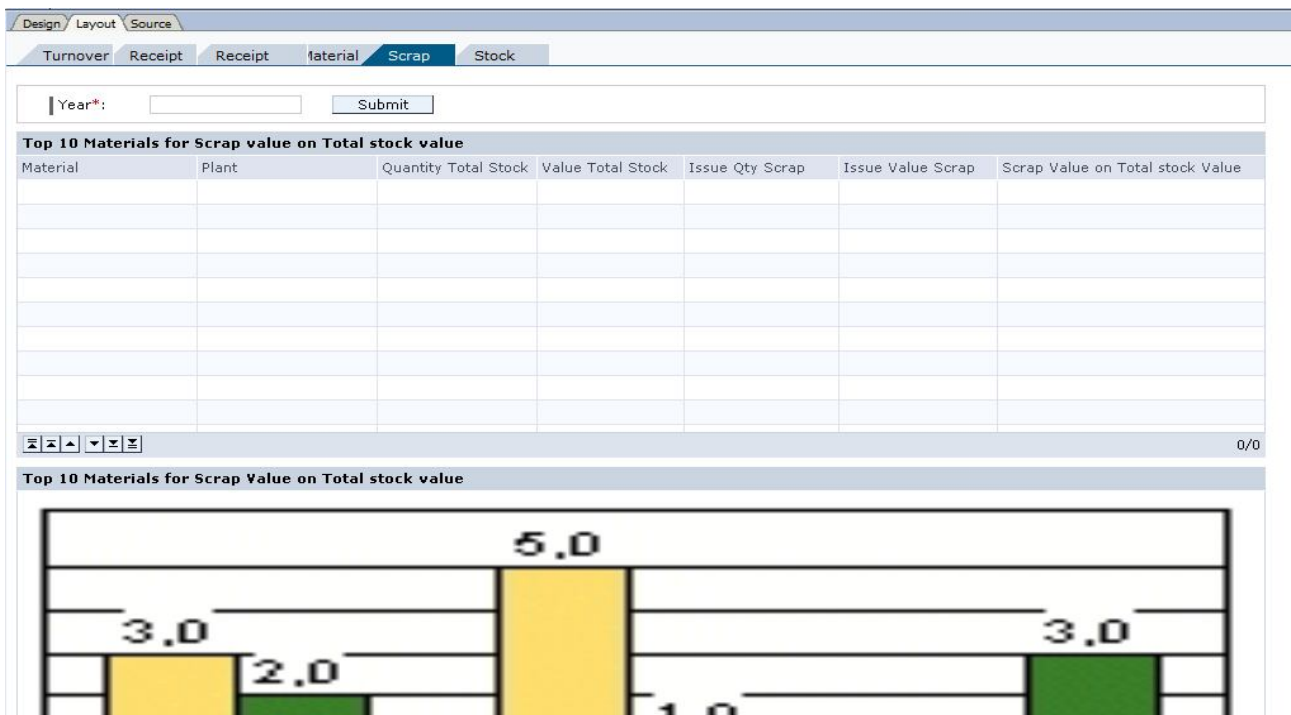 Design Layout Source
Turnover Receipt Receipt laterial Scrap Stock
Year*: Submit
Top 10 Materials for Scrap value on Total stock value
Material Plant Quantity Total Stock Value Total Stock Issue Qty Scrap Issue Value Scrap Scrap Value on Total stock Value
0/0
Top 10 Materials for Scrap Value on Total stock value
5.0
3.0 3.0
2.0
1.0